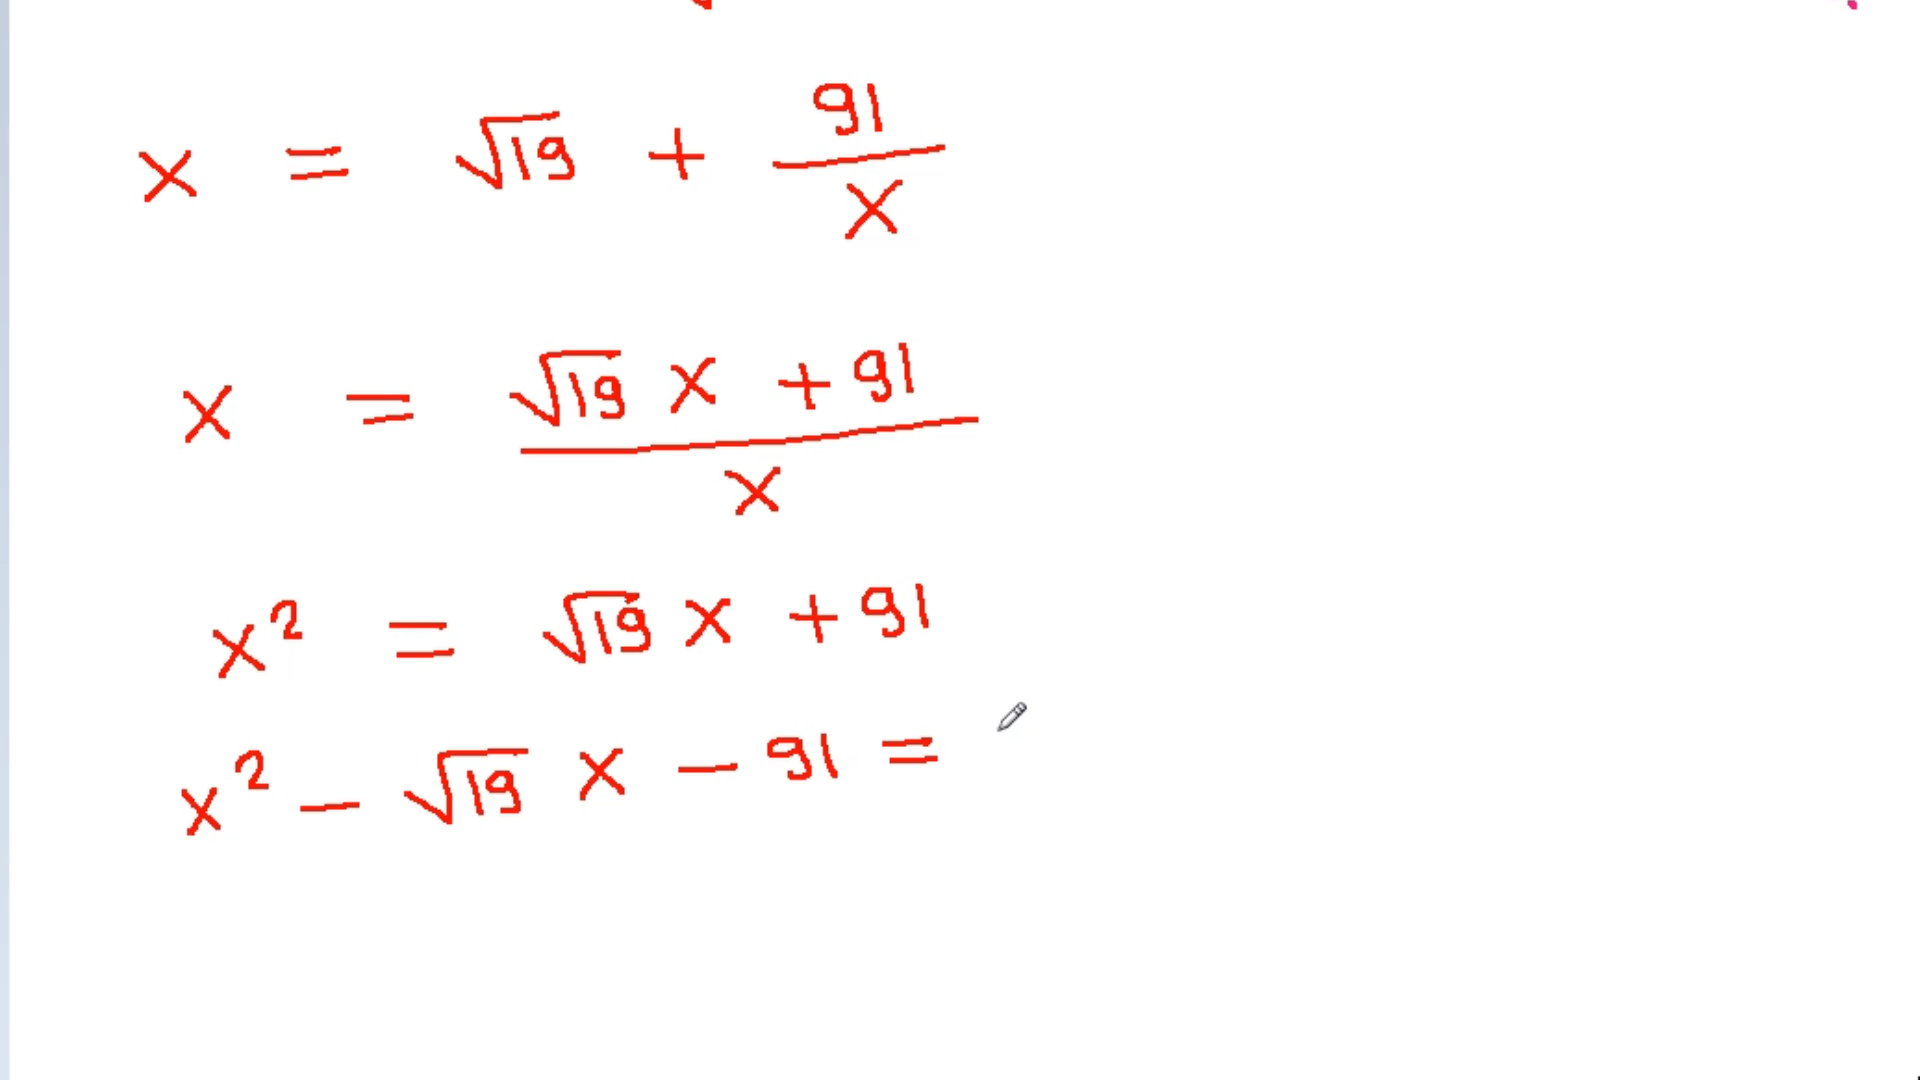 x = √19 + 91/x
x = (√19 x + 91)/x
x² = √19 x + 91
x² - √19 x - 91 =